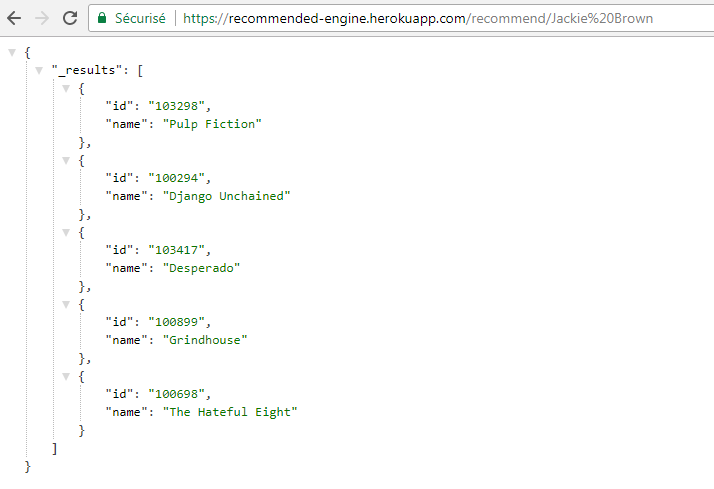 Sécurisé https://recommended-engine.herokuapp.com/recommend/Jackie%20Brown
{
"_results": [
{
"id": "103298",
"name": "Pulp Fiction"
},
{
"id": "100294",
"name": "Django Unchained"
},
{
"id": "103417",
"name": "Desperado"
},
{
"id": "100899",
"name": "Grindhouse"
},
{
"id": "100698",
"name": "The Hateful Eight"
}
]
}